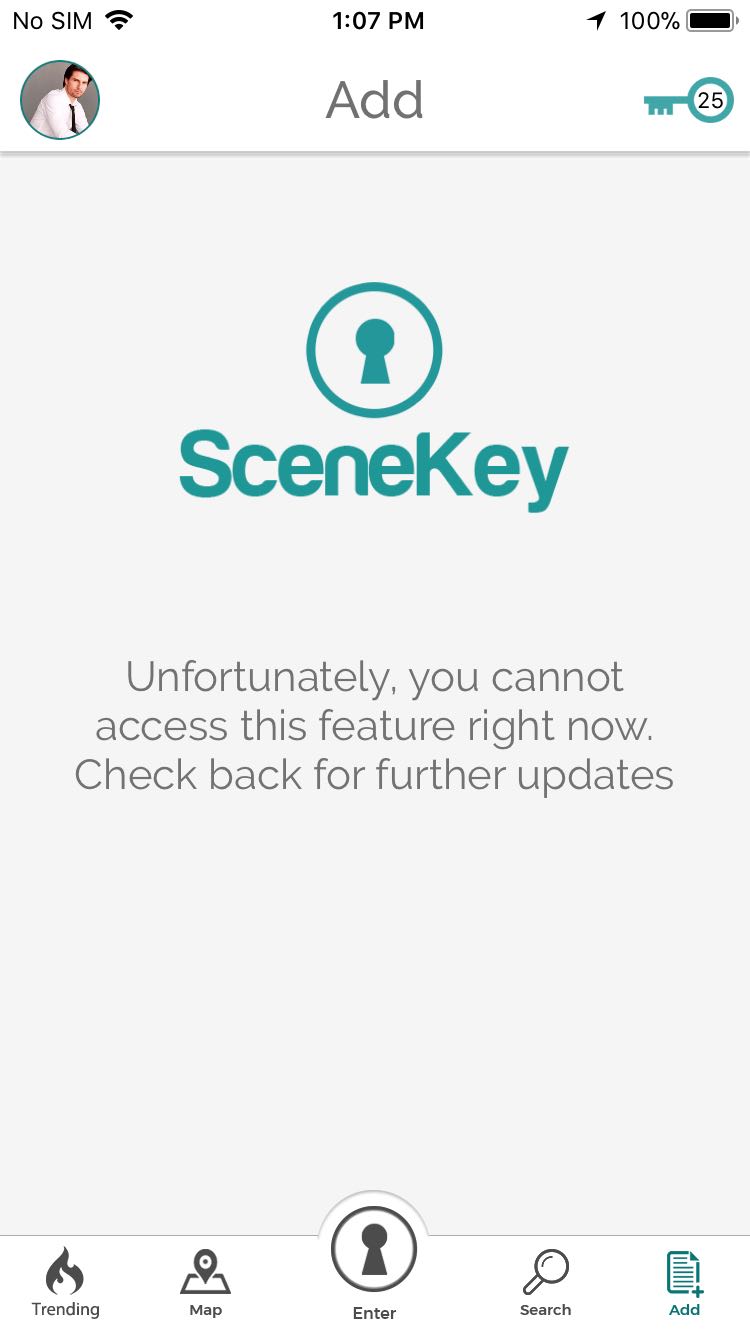 No SIM 1:07 PM 100%
Add 25
SceneKey
Unfortunately, you cannot
access this feature right now.
Check back for further updates
Trending Map Enter Search Add